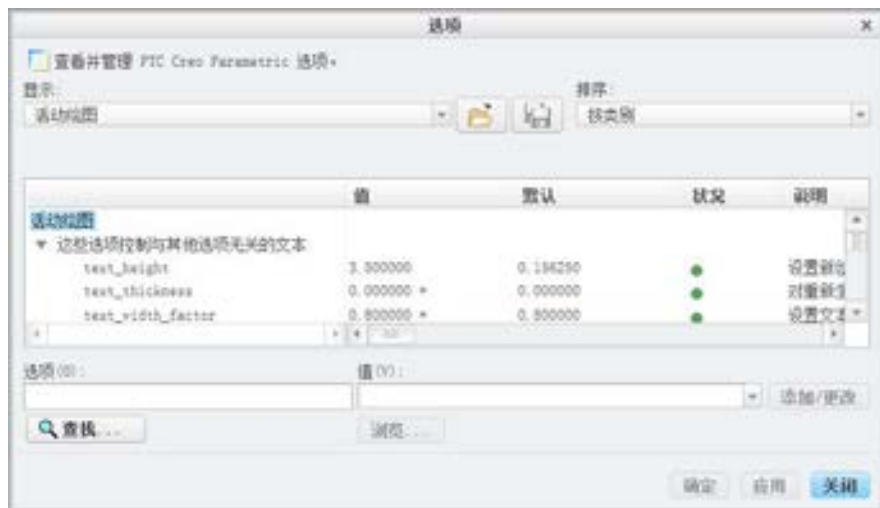 选项
查看并管理 PTC Creo Parametric 选项。
显示: 排序:
活动绘图 按类别
值 默认 状况 说明
活动绘图
这些选项控制与其他选项无关的文本
text_height 3.500000 0.156250 设置新创
text_thickness 0.000000 * 0.000000 对重新生
text_width_factor 0.800000 * 0.800000 设置文本
选项(O): 值(V):
添加/更改
查找... 浏览...
确定 应用 关闭